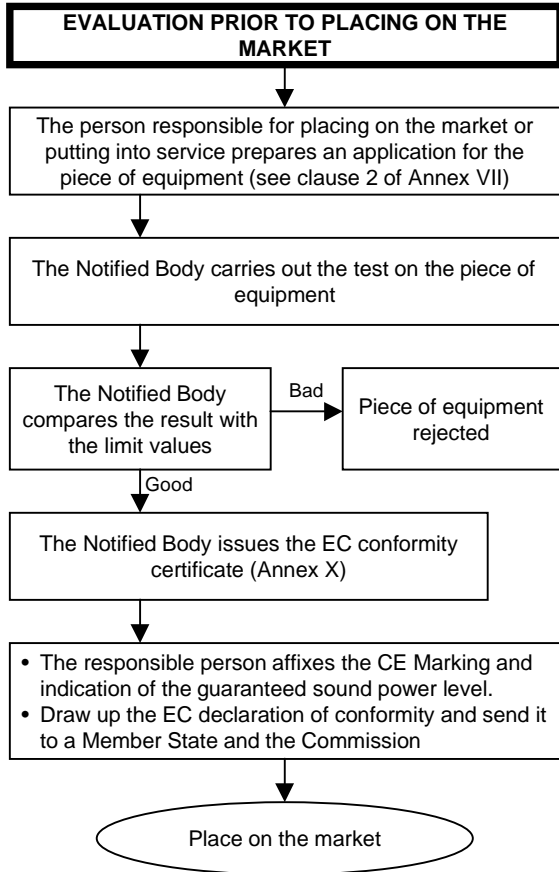 EVALUATION PRIOR TO PLACING ON THE
MARKET
The person responsible for placing on the market or
putting into service prepares an application for the
piece of equipment (see clause 2 of Annex VII)
The Notified Body carries out the test on the piece of
equipment
The Notified Body
compares the result with
the limit values
Bad
Piece of equipment
rejected
Good
The Notified Body issues the EC conformity
certificate (Annex X)
• The responsible person affixes the CE Marking and
indication of the guaranteed sound power level.
• Draw up the EC declaration of conformity and send it
to a Member State and the Commission
Place on the market